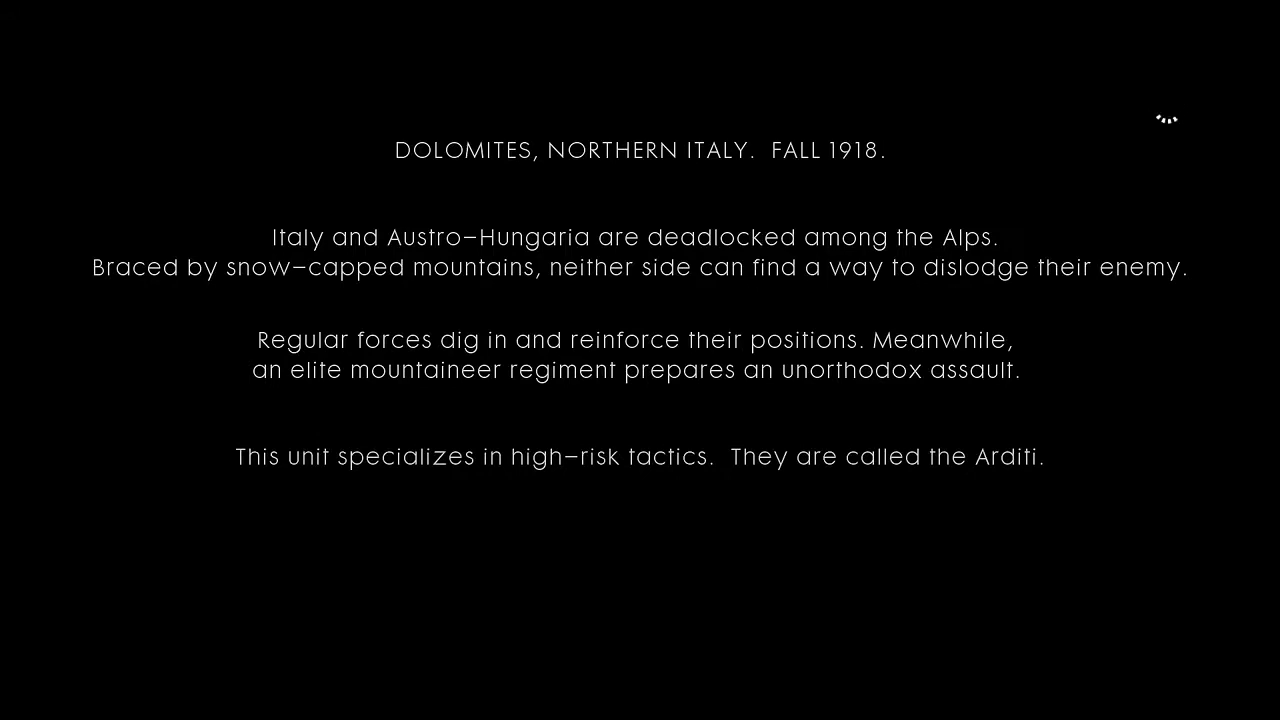 DOLOMITES, NORTHERN ITALY. FALL 1918.
Italy and Austro-Hungaria are deadlocked among the Alps.
Braced by snow-capped mountains, neither side can find a way to dislodge their enemy.
Regular forces dig in and reinforce their positions. Meanwhile,
an elite mountaineer regiment prepares an unorthodox assault.
This unit specializes in high-risk tactics. They are called the Arditi.